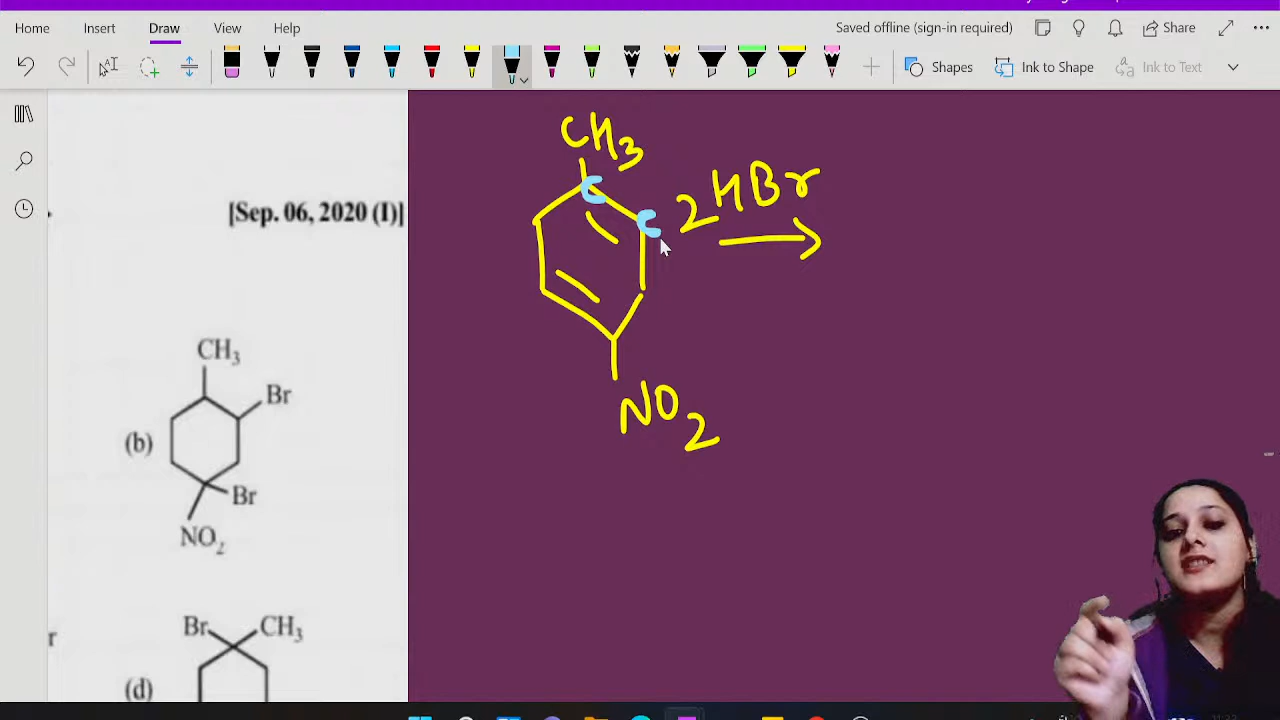 Home Insert Draw View Help
Saved offline (sign-in required) Share
Shapes Ink to Shape Ink to Text
[Sep. 06, 2020 (I)]
CH3
2HBr
C
C
NO2
CH3
Br
(b)
Br
NO2
Br CH3
r
(d)